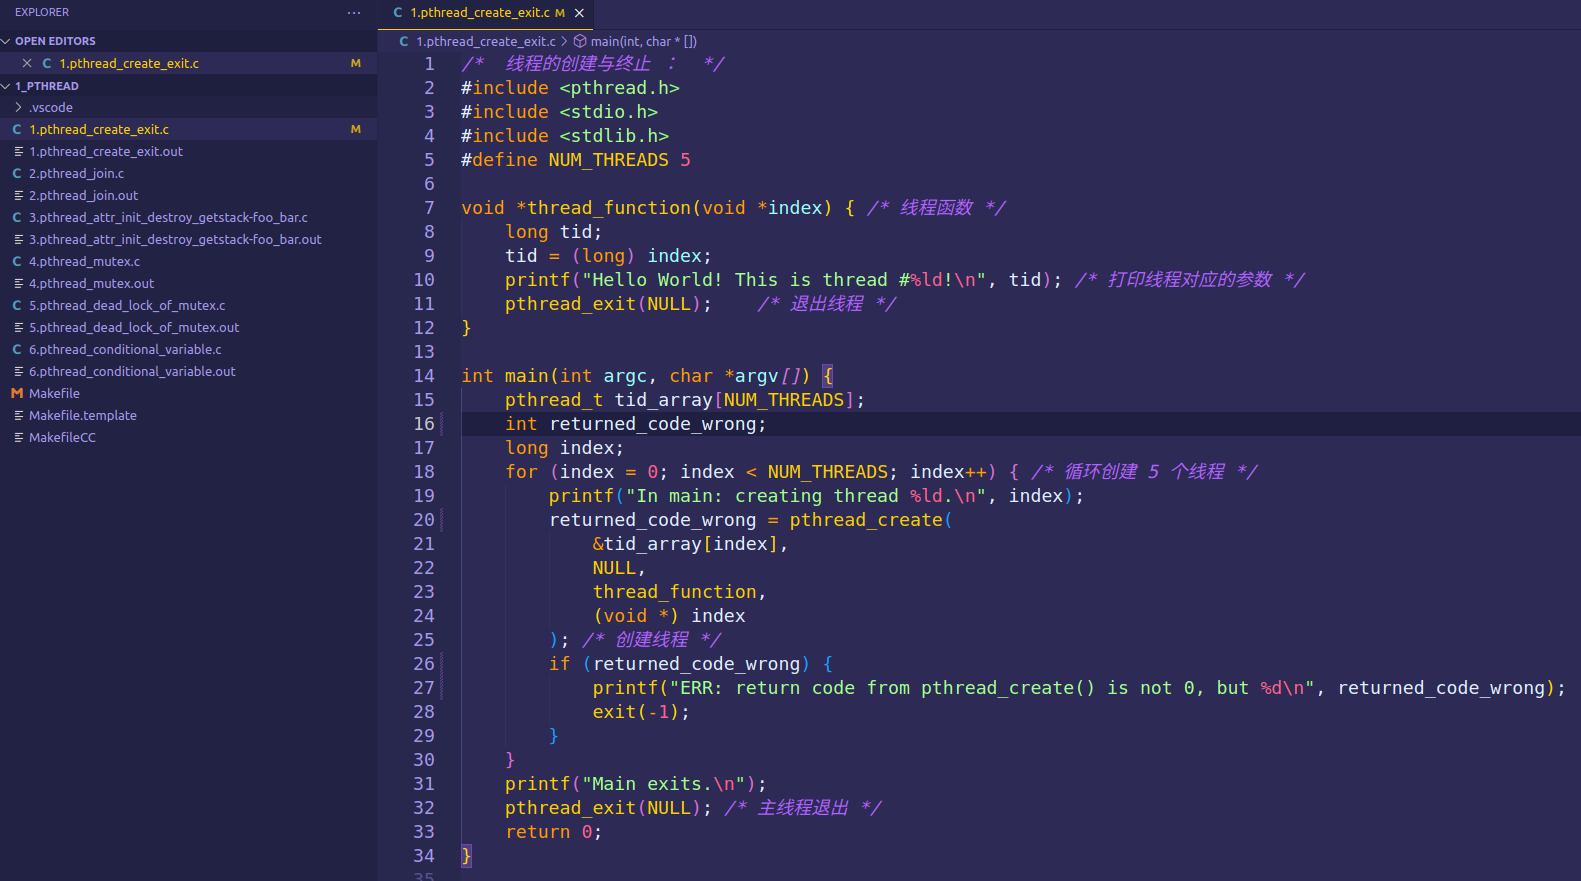 EXPLORER
OPEN EDITORS
1.pthread_create_exit.c M
1_PTHREAD
.vscode
1.pthread_create_exit.c M
1.pthread_create_exit.out
2.pthread_join.c
2.pthread_join.out
3.pthread_attr_init_destroy_getstack-foo_bar.c
3.pthread_attr_init_destroy_getstack-foo_bar.out
4.pthread_mutex.c
4.pthread_mutex.out
5.pthread_dead_lock_of_mutex.c
5.pthread_dead_lock_of_mutex.out
6.pthread_conditional_variable.c
6.pthread_conditional_variable.out
Makefile
Makefile.template
MakefileCC
C 1.pthread_create_exit.c M
C 1.pthread_create_exit.c > main(int, char * [])
1 /*  线程的创建与终止 ：  */
2 #include <pthread.h>
3 #include <stdio.h>
4 #include <stdlib.h>
5 #define NUM_THREADS 5
6
7 void *thread_function(void *index) { /* 线程函数 */
8     long tid;
9     tid = (long) index;
10     printf("Hello World! This is thread #%ld!\n", tid); /* 打印线程对应的参数 */
11     pthread_exit(NULL);    /* 退出线程 */
12 }
13
14 int main(int argc, char *argv[]) {
15     pthread_t tid_array[NUM_THREADS];
16     int returned_code_wrong;
17     long index;
18     for (index = 0; index < NUM_THREADS; index++) { /* 循环创建 5 个线程 */
19         printf("In main: creating thread %ld.\n", index);
20         returned_code_wrong = pthread_create(
21             &tid_array[index],
22             NULL,
23             thread_function,
24             (void *) index
25         ); /* 创建线程 */
26         if (returned_code_wrong) {
27             printf("ERR: return code from pthread_create() is not 0, but %d\n", returned_code_wrong);
28             exit(-1);
29         }
30     }
31     printf("Main exits.\n");
32     pthread_exit(NULL); /* 主线程退出 */
33     return 0;
34 }
35